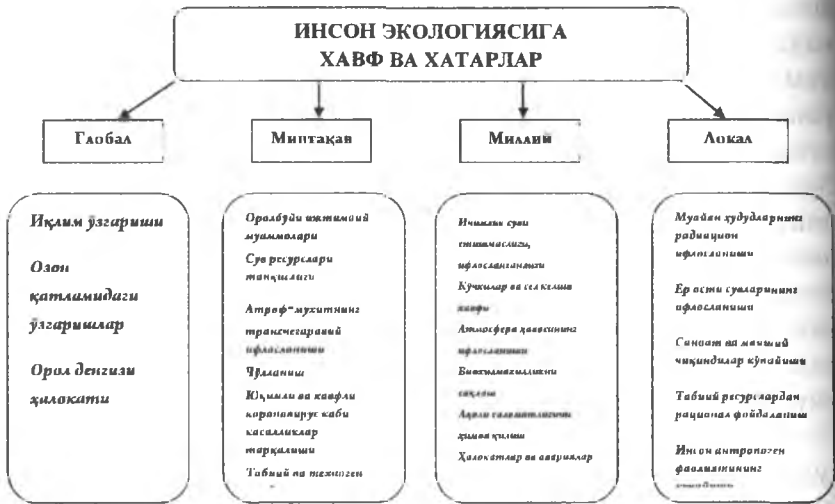 ИНСОН ЭКОЛОГИЯСИГА
ХАВФ ВА ХАТАРЛАР
Глобал
Минтақав
Миллий
Локал
Иқлим ўзгариши
Озон
қатламидаги
ўзгаришлар
Орол денгизи
ҳалокати
Оролбўйи ижтимоий
муаммолари
Сув ресурслари
танқислиги
Атроф-муҳитнинг
трансчегаравий
ифлосланиши
Чўлланиш
Юқумли ва хавфли
коронавирус каби
касалликлар
тарқалиши
Табиий ва техноген
Ичимлик суви
етишмаслиги,
ифлосланганлиги
Кўчкилар ва сел келиш
хавфи
Атмосфера ҳавосининг
ифлосланиши
Биохилмахилликни
сақлаш
Аҳоли саломатлигини
ҳимоя қилиш
Ҳалокатлар ва авариялар
Муайян ҳудудларнинг
радиацион
ифлосланиши
Ер ости сувларининг
ифлосланиши
Саноат ва маиший
чиқиндилар кўпайиши
Табиий ресурслардан
рационал фойдаланиш
Инсон антропоген
фаолиятининг